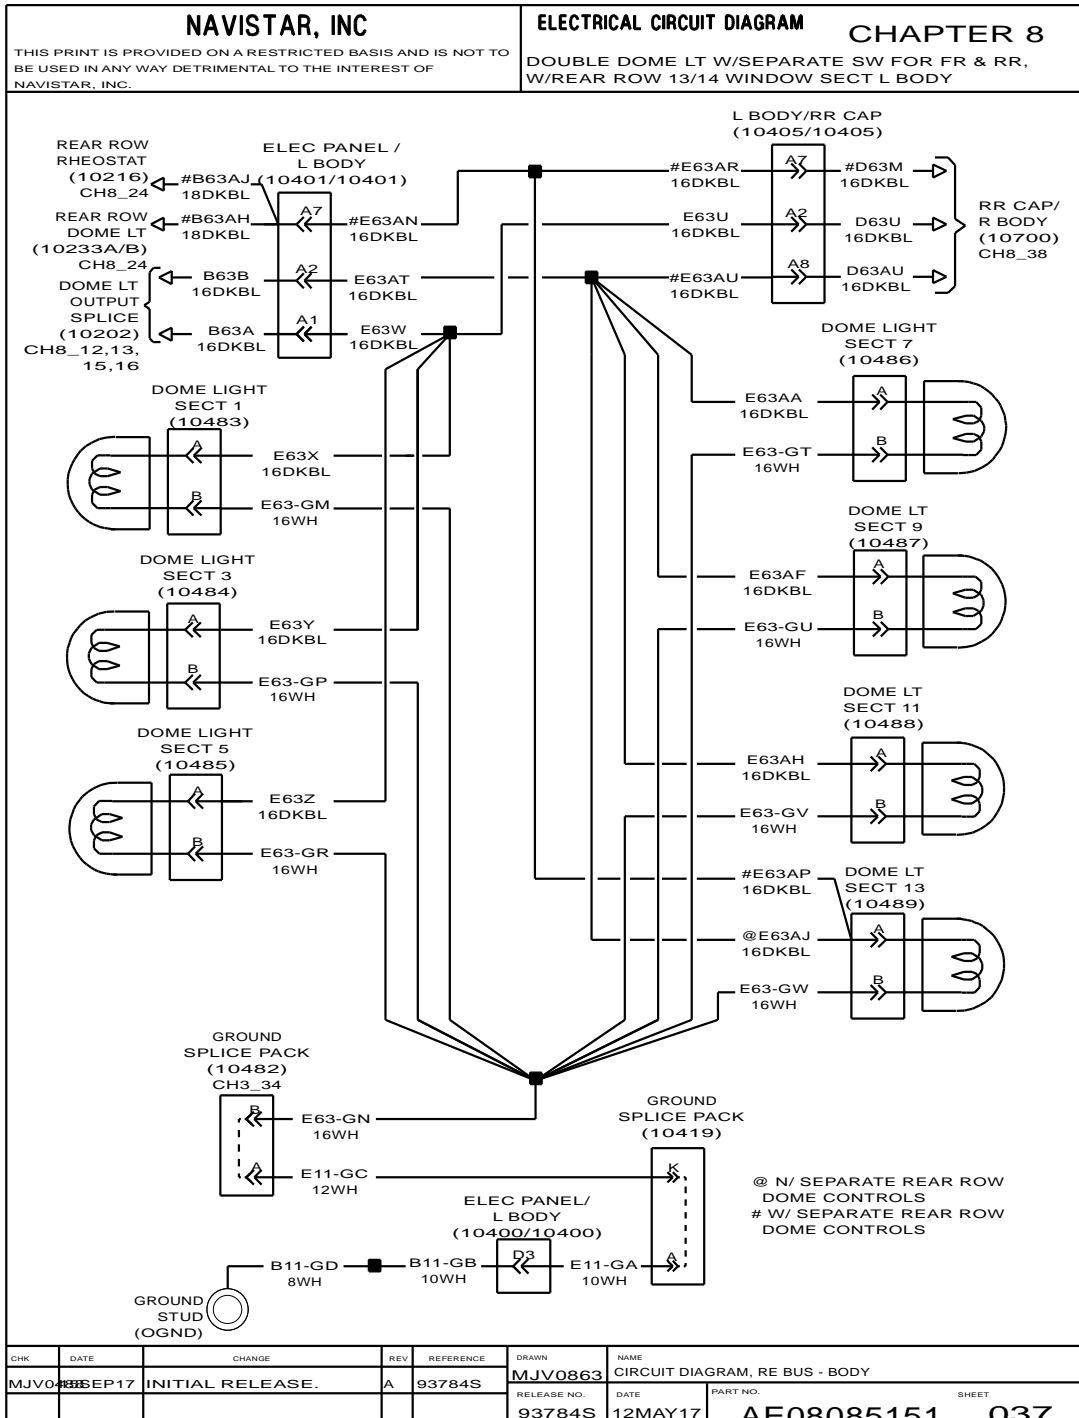 NAVISTAR, INC
THIS PRINT IS PROVIDED ON A RESTRICTED BASIS AND IS NOT TO
BE USED IN ANY WAY DETRIMENTAL TO THE INTEREST OF
NAVISTAR, INC.
ELECTRICAL CIRCUIT DIAGRAM
CHAPTER 8
DOUBLE DOME LT W/SEPARATE SW FOR FR & RR,
W/REAR ROW 13/14 WINDOW SECT L BODY
REAR ROW
RHEOSTAT
(10216)
CH8_24
REAR ROW
DOME LT
(10233A/B)
CH8_24
DOME LT
OUTPUT
SPLICE
(10202)
CH8_12,13,
15,16
#B63AJ
18DKBL
#B63AH
18DKBL
B63B
16DKBL
B63A
16DKBL
ELEC PANEL /
L BODY
(10401/10401)
A7
A2
A1
#E63AN
16DKBL
E63AT
16DKBL
E63W
16DKBL
L BODY/RR CAP
(10405/10405)
#E63AR
16DKBL
E63U
16DKBL
#E63AU
16DKBL
A7
A2
A8
#D63M
16DKBL
D63U
16DKBL
D63AU
16DKBL
RR CAP/
R BODY
(10700)
CH8_38
DOME LIGHT
SECT 1
(10483)
A
B
E63X
16DKBL
E63-GM
16WH
DOME LIGHT
SECT 3
(10484)
A
B
E63Y
16DKBL
E63-GP
16WH
DOME LIGHT
SECT 5
(10485)
A
B
E63Z
16DKBL
E63-GR
16WH
DOME LIGHT
SECT 7
(10486)
E63AA
16DKBL
E63-GT
16WH
A
B
DOME LT
SECT 9
(10487)
E63AF
16DKBL
E63-GU
16WH
A
B
DOME LT
SECT 11
(10488)
E63AH
16DKBL
E63-GV
16WH
A
B
#E63AP
16DKBL
DOME LT
SECT 13
(10489)
@E63AJ
16DKBL
E63-GW
16WH
A
B
GROUND
SPLICE PACK
(10482)
CH3_34
B
A
E63-GN
16WH
E11-GC
12WH
GROUND
SPLICE PACK
(10419)
K
A
ELEC PANEL/
L BODY
(10400/10400)
D3
B11-GD
8WH
B11-GB
10WH
E11-GA
10WH
GROUND
STUD
(OGND)
@ N/ SEPARATE REAR ROW
DOME CONTROLS
# W/ SEPARATE REAR ROW
DOME CONTROLS
CHK DATE CHANGE REV REFERENCE
INITIAL RELEASE. A 93784S
DRAWN
MJV0863
NAME
CIRCUIT DIAGRAM, RE BUS - BODY
RELEASE NO.
93784S
DATE
12MAY17
PART NO.
AE08085151
SHEET
037